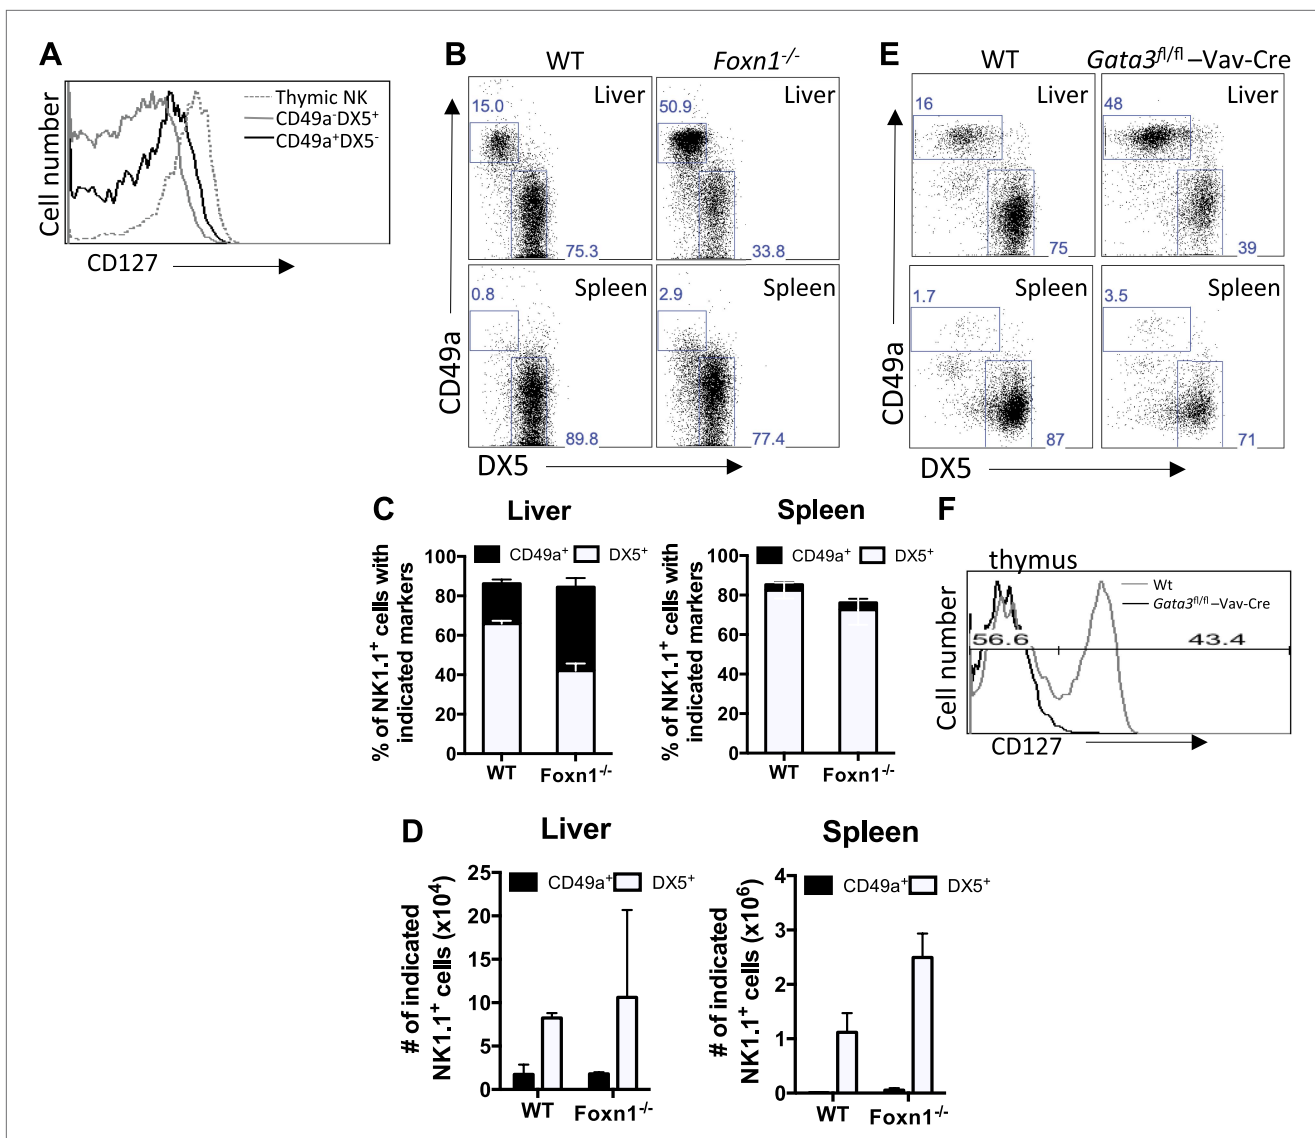 A
Cell number
Thymic NK
CD49a⁻DX5⁺
CD49a⁺DX5⁻
CD127
B
WT
Foxn1⁻/⁻
Liver
15.0
75.3
Liver
50.9
33.8
Spleen
0.8
89.8
Spleen
2.9
77.4
CD49a
DX5
E
WT
Gata3ᶠˡ/ᶠˡ –Vav-Cre
Liver
16
75
Liver
48
39
Spleen
1.7
87
Spleen
3.5
71
CD49a
DX5
C
Liver
% of NK1.1⁺ cells with
indicated markers
100
80
60
40
20
0
CD49a⁺
DX5⁺
WT
Foxn1⁻/⁻
Spleen
% of NK1.1⁺ cells with
indicated markers
100
80
60
40
20
0
CD49a⁺
DX5⁺
WT
Foxn1⁻/⁻
F
thymus
Cell number
Wt
Gata3ᶠˡ/ᶠˡ –Vav-Cre
56.6
43.4
CD127
D
Liver
# of indicated
NK1.1⁺ cells (x10⁴)
25
20
15
10
5
0
CD49a⁺
DX5⁺
WT
Foxn1⁻/⁻
Spleen
# of indicated
NK1.1⁺ cells (x10⁶)
4
3
2
1
0
CD49a⁺
DX5⁺
WT
Foxn1⁻/⁻